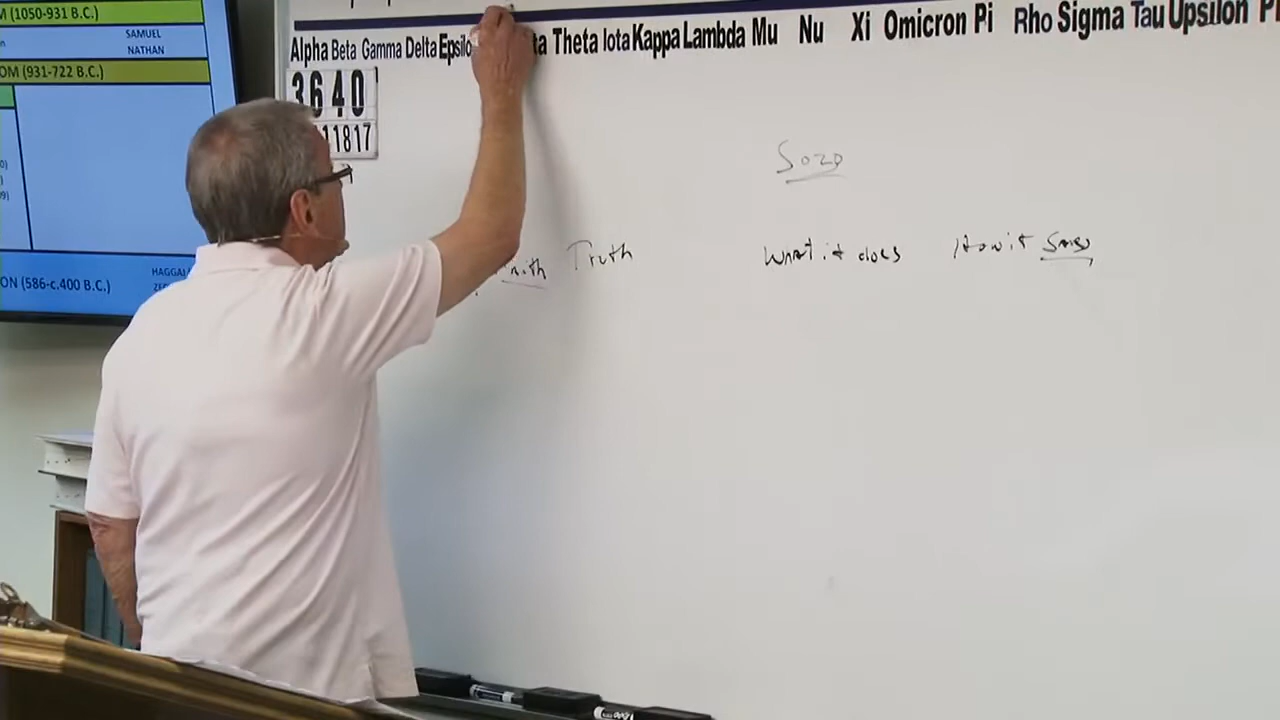 M (1050-931 B.C.)
SAMUEL
NATHAN
OM (931-722 B.C.)
ON (586-c.400 B.C.)
HAGGAI
Alpha Beta Gamma Delta Epsilo ta Theta Iota Kappa Lambda Mu Nu Xi Omicron Pi Rho Sigma Tau Upsilon
3640
11817
Sozo
Truth
What it does
How it